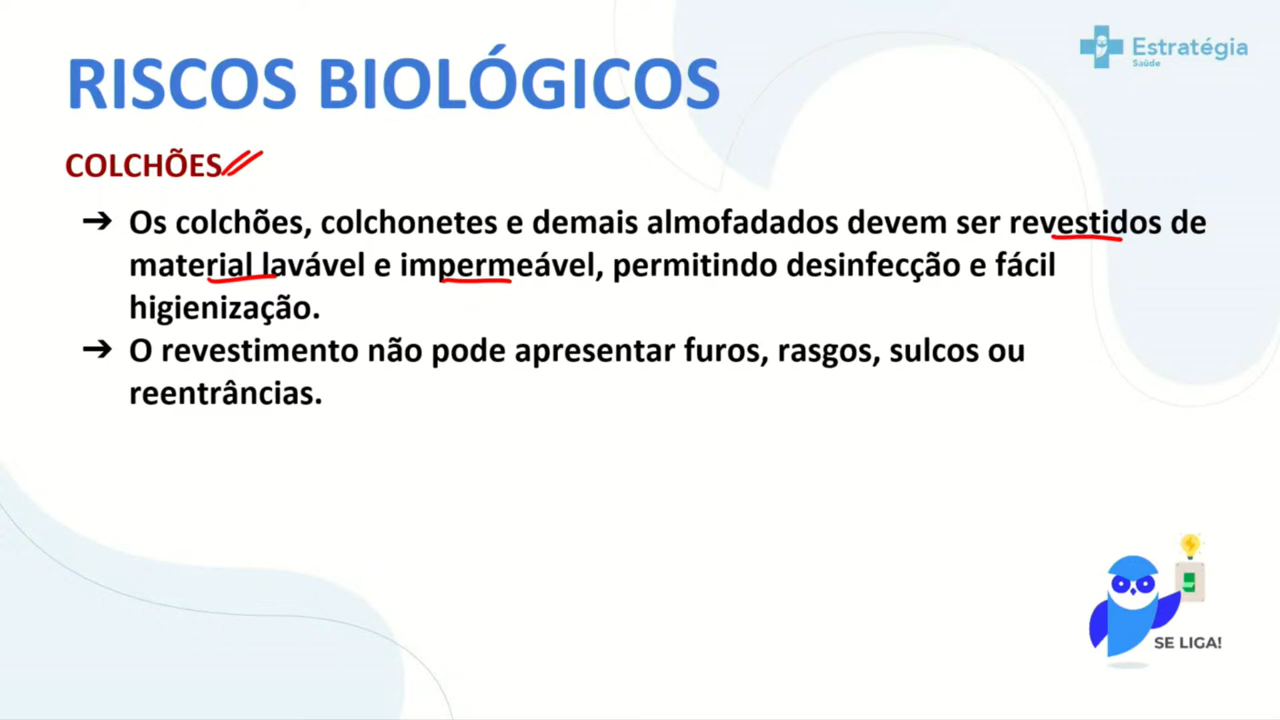 RISCOS BIOLÓGICOS
Estratégia
Saúde
COLCHÕES
➔ Os colchões, colchonetes e demais almofadados devem ser revestidos de
material lavável e impermeável, permitindo desinfecção e fácil
higienização.
➔ O revestimento não pode apresentar furos, rasgos, sulcos ou
reentrâncias.
SE LIGA!